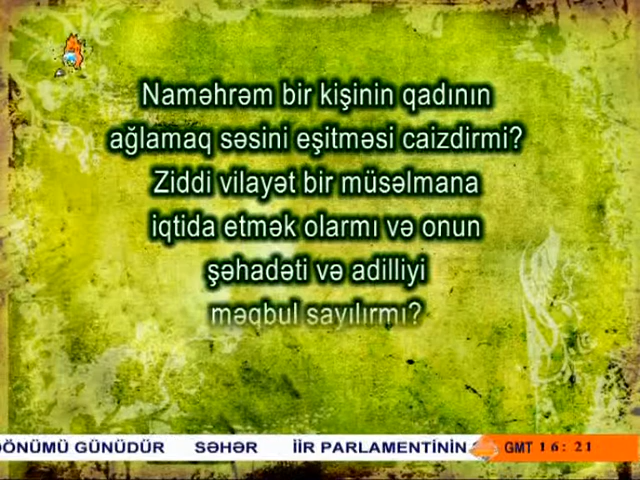 Naməhrəm bir kişinin qadının
ağlamaq səsini eşitməsi caizdirmi?
Ziddi vilayət bir müsəlmana
iqtida etmək olarmı və onun
şəhadəti və adilliyi
məqbul sayılırmı?
DÖNÜMÜ GÜNÜDÜR SƏHƏR İİR PARLAMENTİNİN GMT 16:21